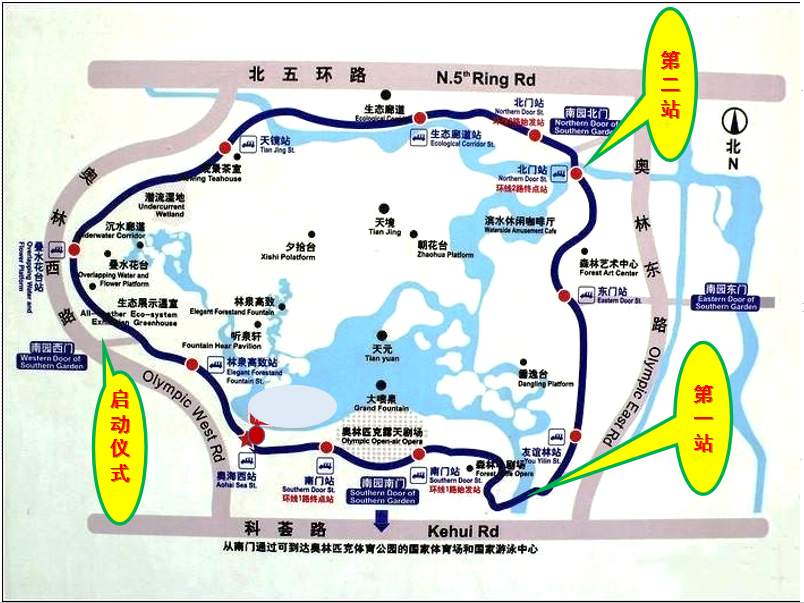 北五环路
N.5th Ring Rd
第二站
生态廊道
Ecological Corridor
北门站
Northern Door St.
南园北门
Northern Door of
Southern Garden
生态廊道站
Ecological Corridor St.
天镜站
Tian Jing St.
北
N
观景茶室
Viewing Teahouse
北门站
Northern Door St.
环线2路终点站
奥林西路
奥林东路
潜流湿地
Undercurrent
Wetland
天境
Tian Jing
滨水休闲咖啡厅
Waterside Amusement Cafe
沉水廊道
Underwater Corridor
夕拾台
Xishi Polatform
朝花台
Zhaohua Platform
叠水花台站
Overlapping Water and
Flower Platform
叠水花台
Overlapping Water and
Flower Platform
森林艺术中心
Forest Art Center
东门站
Eastern Door St.
南园东门
Eastern Door of
Southern Garden
生态展示温室
All-weather Eco-system
Exhibition Greenhouse
林泉高致
Elegant Forestand Fountain
听泉轩
Fountain Hear Pavilion
天元
Tian yuan
南园西门
Western Door of
Southern Garden
林泉高致站
Elegant Forestand
Fountain St.
Dangling Platform
大喷泉
Grand Fountain
Olympic West Rd
Olympic East Rd
启动仪式
第一站
奥林匹克露天剧场
Olympic Open-air Opera
友谊林站
You Yilin St.
奥海西站
Aohai Sea St.
南门站
Southern Door St.
环线1路终点站
南园南门
Southern Door of
Southern Garden
南门站
Southern Door St.
环线1路始发站
科荟路
Kehui Rd
从南门通过可到达奥林匹克体育公园的国家体育场和国家游泳中心